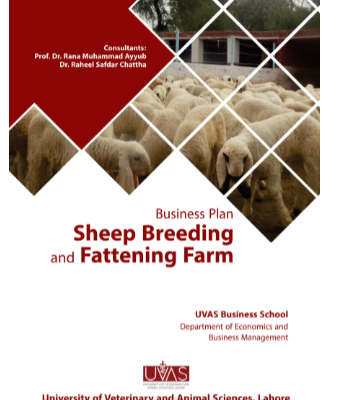 Consultants:
Prof. Dr. Rana Muhammad Ayyub
Dr. Raheel Safdar Chattha
Business Plan
Sheep Breeding
and Fattening Farm
UVAS Business School
Department of Economics and
Business Management
UVAS
University of Veterinary and Animal Sciences, Lahore